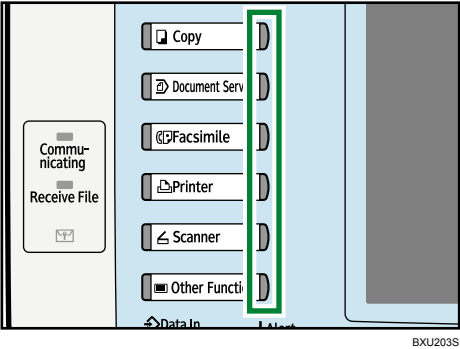 Copy
Document Serv
Facsimile
Commu-
nicating
Printer
Receive File
Scanner
Other Functi
Data In
Alert
BXU203S